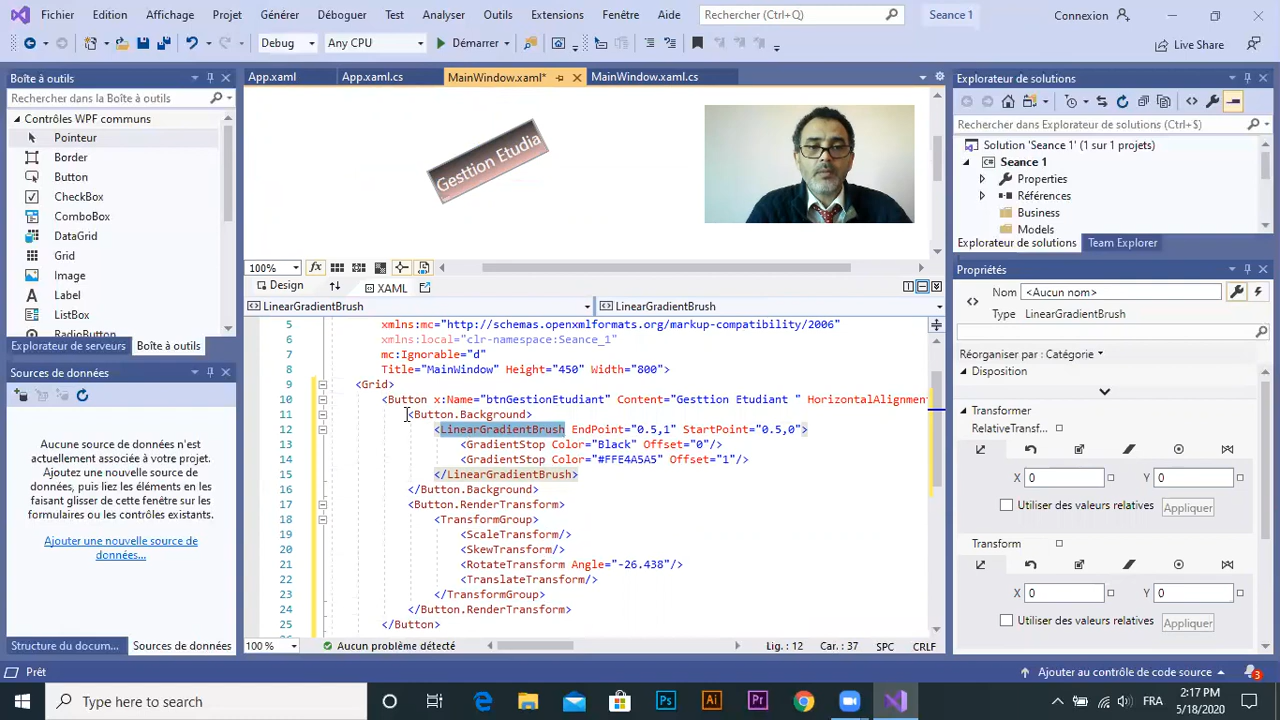 Fichier Edition Affichage Projet Générer Déboguer Test Analyser Outils Extensions Fenêtre Aide Rechercher (Ctrl+Q) Seance 1 Connexion
Debug Any CPU Démarrer Live Share
Boîte à outils
Rechercher dans la Boîte à outils
Contrôles WPF communs
Pointeur
Border
Button
CheckBox
ComboBox
DataGrid
Grid
Image
Label
ListBox
RadioButton
Explorateur de serveurs Boîte à outils
Sources de données
Ajoutez une nouvelle source de
données, puis liez les éléments en les
faisant glisser de cette fenêtre sur vos
formulaires ou les contrôles existants.
Ajouter une nouvelle source de
données...
Structure du docum... Sources de données
App.xaml App.xaml.cs MainWindow.xaml* MainWindow.xaml.cs
Gesttion Etudia
100%
Design XAML
LinearGradientBrush LinearGradientBrush
5 xmlns:mc="http://schemas.openxmlformats.org/markup-compatibility/2006"
6 xmlns:local="clr-namespace:Seance_1"
7 mc:Ignorable="d"
8 Title="MainWindow" Height="450" Width="800">
9 <Grid>
10 <Button x:Name="btnGestionEtudiant" Content="Gesttion Etudiant " HorizontalAlignmen
11 <Button.Background>
12 <LinearGradientBrush EndPoint="0.5,1" StartPoint="0.5,0">
13 <GradientStop Color="Black" Offset="0"/>
14 <GradientStop Color="#FFE4A5A5" Offset="1"/>
15 </LinearGradientBrush>
16 </Button.Background>
17 <Button.RenderTransform>
18 <TransformGroup>
19 <ScaleTransform/>
20 <SkewTransform/>
21 <RotateTransform Angle="-26.438"/>
22 <TranslateTransform/>
23 </TransformGroup>
24 </Button.RenderTransform>
25 </Button>
100 % Aucun problème détecté Lig. : 12 Car. : 37 SPC CRLF
Explorateur de solutions
Rechercher dans l'Explorateur de solutions (Ctrl+$)
Solution 'Seance 1' (1 sur 1 projets)
Seance 1
Properties
Références
Business
Models
Explorateur de solutions Team Explorer
Propriétés
Nom <Aucun nom>
Type LinearGradientBrush
Réorganiser par : Catégorie
Disposition
Transformer
RelativeTransf...
X 0 Y 0
Utiliser des valeurs relatives Appliquer
Transform
X 0 Y 0
Utiliser des valeurs relatives Appliquer
Prêt Ajouter au contrôle de code source 3
Type here to search Ps Ai Pr FRA 2:17 PM
5/18/2020